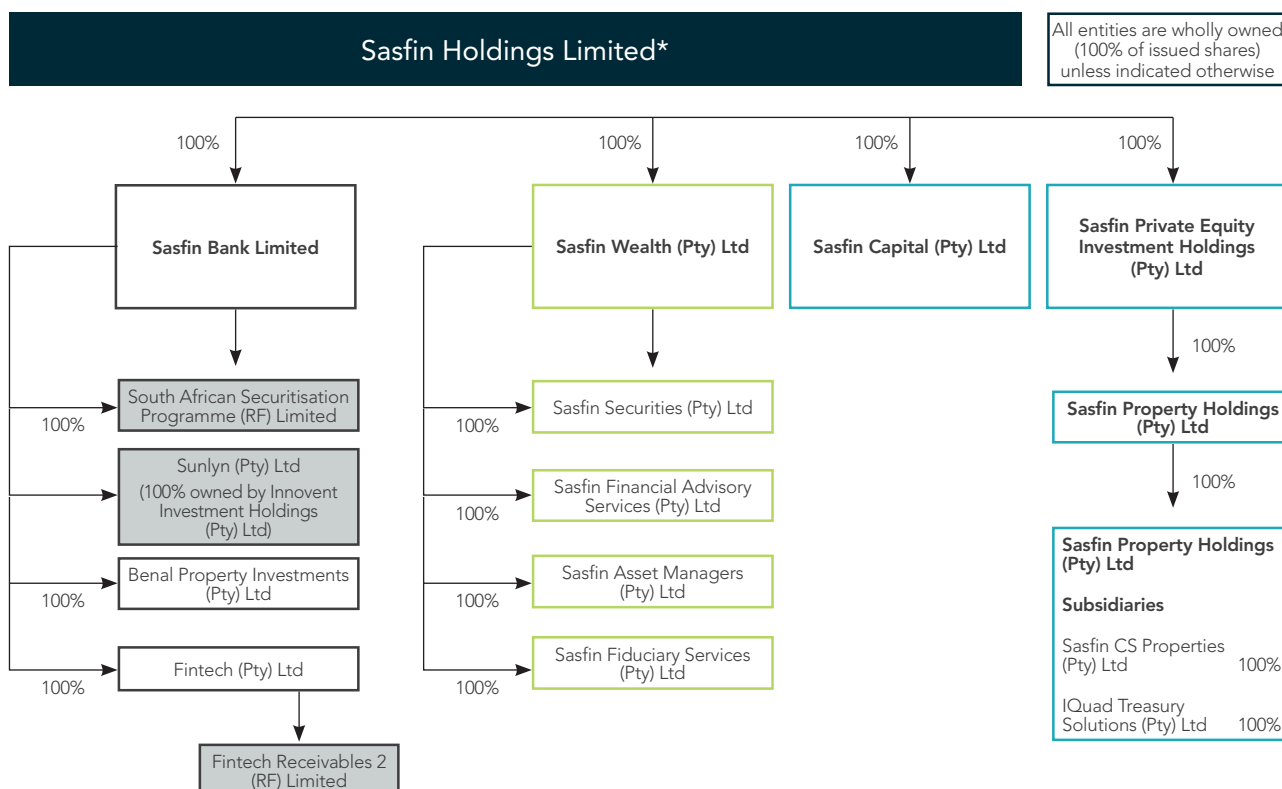 Sasfin Holdings Limited*
All entities are wholly owned
(100% of issued shares)
unless indicated otherwise
100%
100%
100%
100%
Sasfin Bank Limited
Sasfin Wealth (Pty) Ltd
Sasfin Capital (Pty) Ltd
Sasfin Private Equity
Investment Holdings
(Pty) Ltd
100%
South African Securitisation
Programme (RF) Limited
100%
Sunlyn (Pty) Ltd
(100% owned by Innovent
Investment Holdings
(Pty) Ltd)
Benal Property Investments
(Pty) Ltd
100%
Fintech (Pty) Ltd
100%
Fintech Receivables 2
(RF) Limited
Sasfin Securities (Pty) Ltd
100%
Sasfin Financial Advisory
Services (Pty) Ltd
100%
Sasfin Asset Managers
(Pty) Ltd
100%
Sasfin Fiduciary Services
(Pty) Ltd
100%
Sasfin Property Holdings
(Pty) Ltd
100%
Sasfin Property Holdings
(Pty) Ltd
Subsidiaries
Sasfin CS Properties
(Pty) Ltd 100%
IQuad Treasury
Solutions (Pty) Ltd 100%